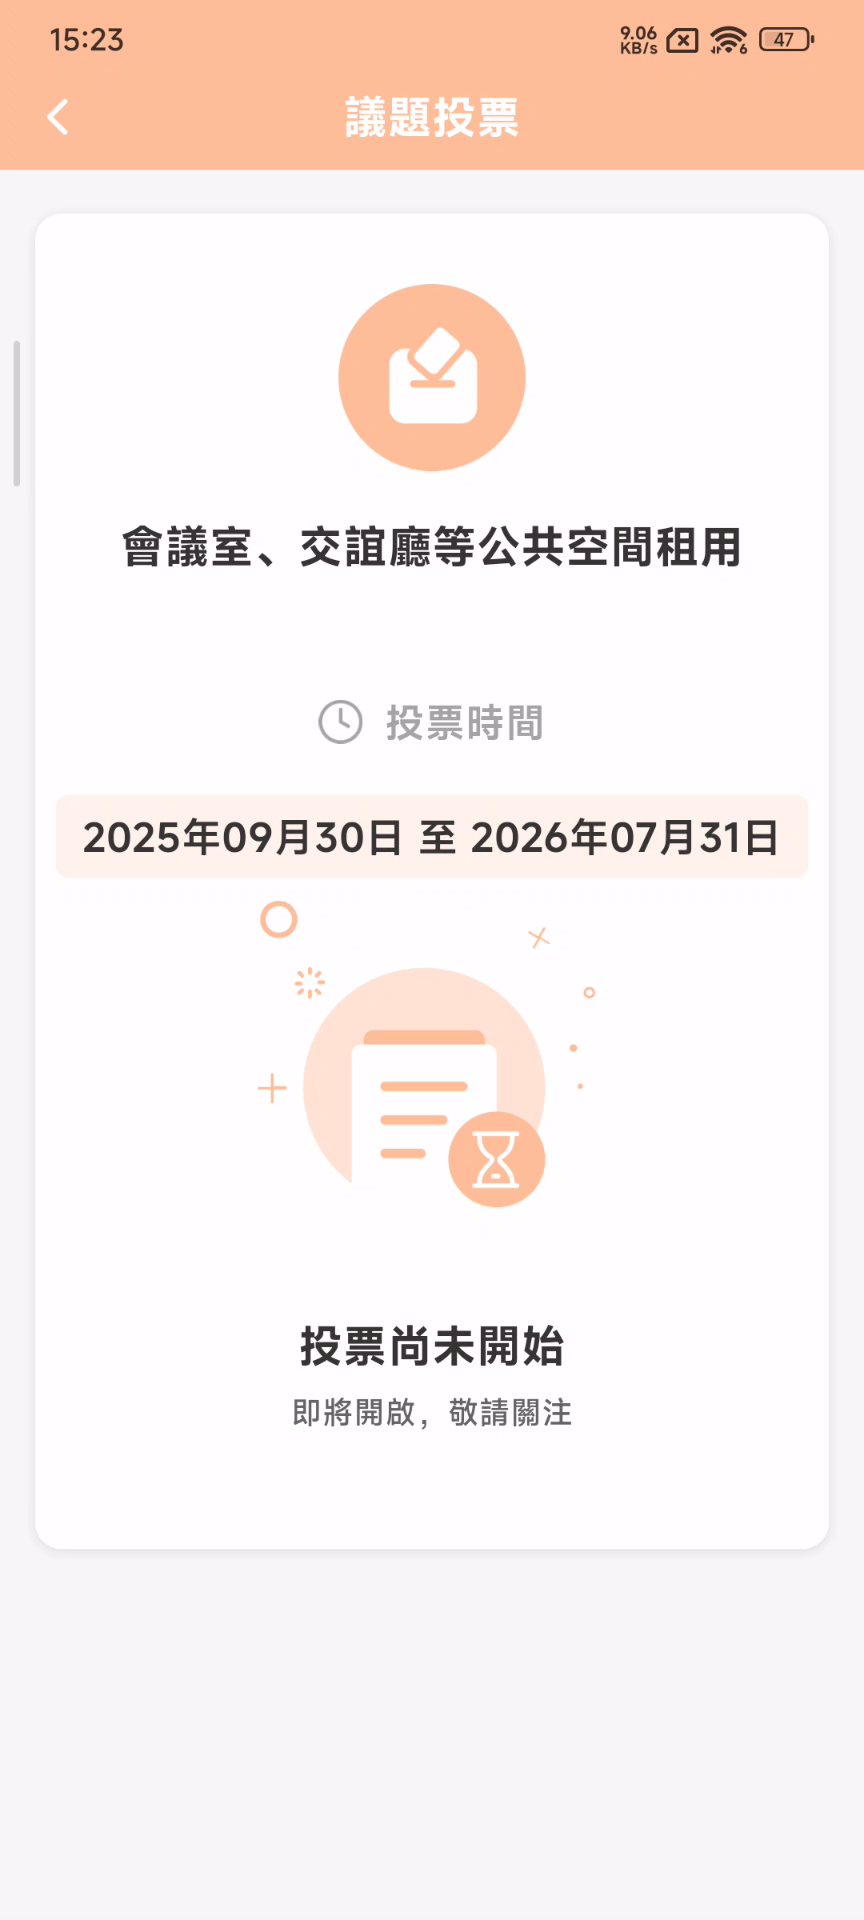 15:23
9.06
KB/s
6
47
議題投票
會議室、交誼廳等公共空間租用
投票時間
2025年09月30日 至 2026年07月31日
投票尚未開始
即將開啟，敬請關注